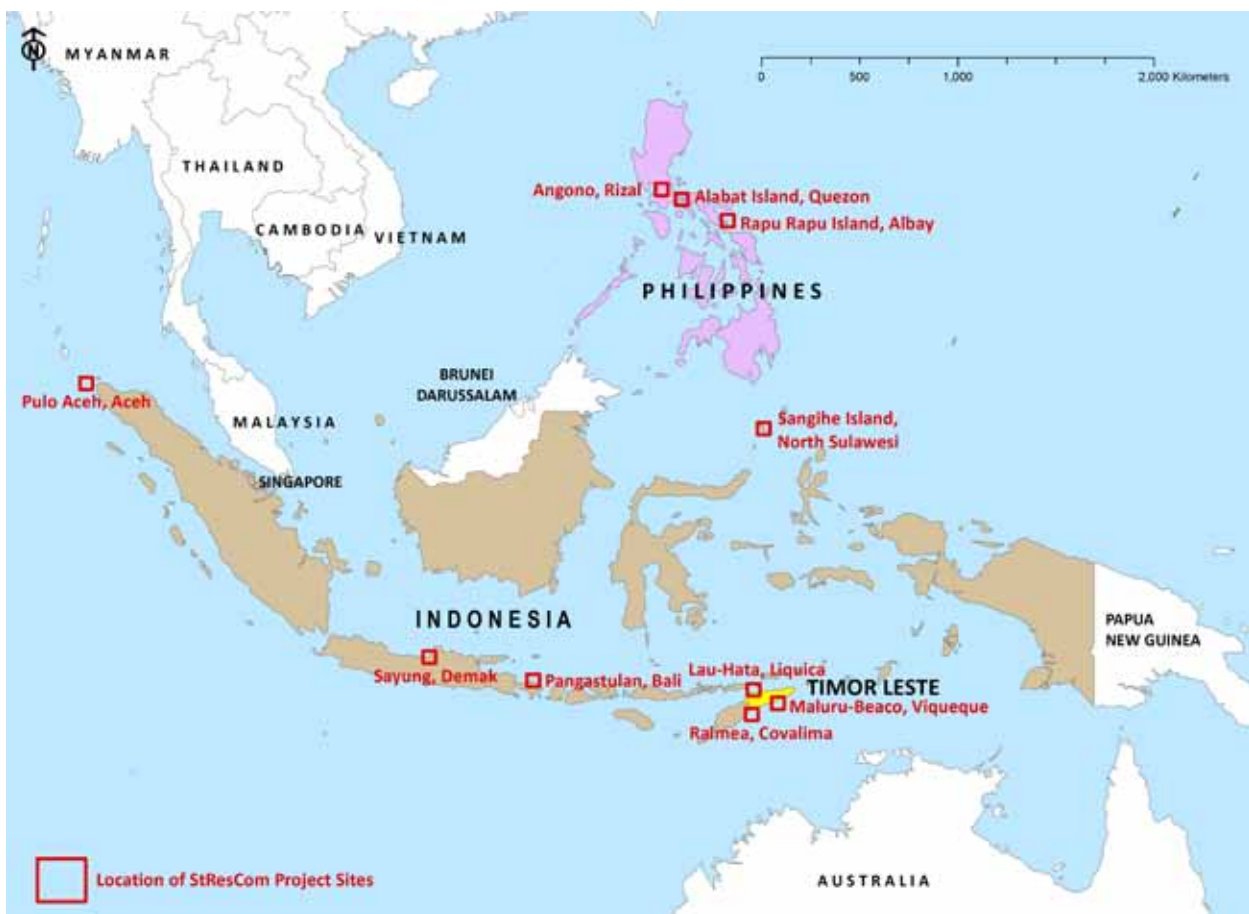 N
MYANMAR
0 500 1,000 2,000 Kilometers
THAILAND
Angono, Rizal
Alabat Island, Quezon
CAMBODIA
VIETNAM
Rapu Rapu Island, Albay
PHILIPPINES
BRUNEI
DARUSSALAM
Pulo Aceh, Aceh
MALAYSIA
Sangihe Island,
North Sulawesi
SINGAPORE
INDONESIA
PAPUA
NEW GUINEA
Sayung, Demak
Pangastulan, Bali
Lau-Hata, Liquica
TIMOR LESTE
Maluru-Beaco, Viqueque
Ralmea, Covalima
Location of StResCom Project Sites
AUSTRALIA